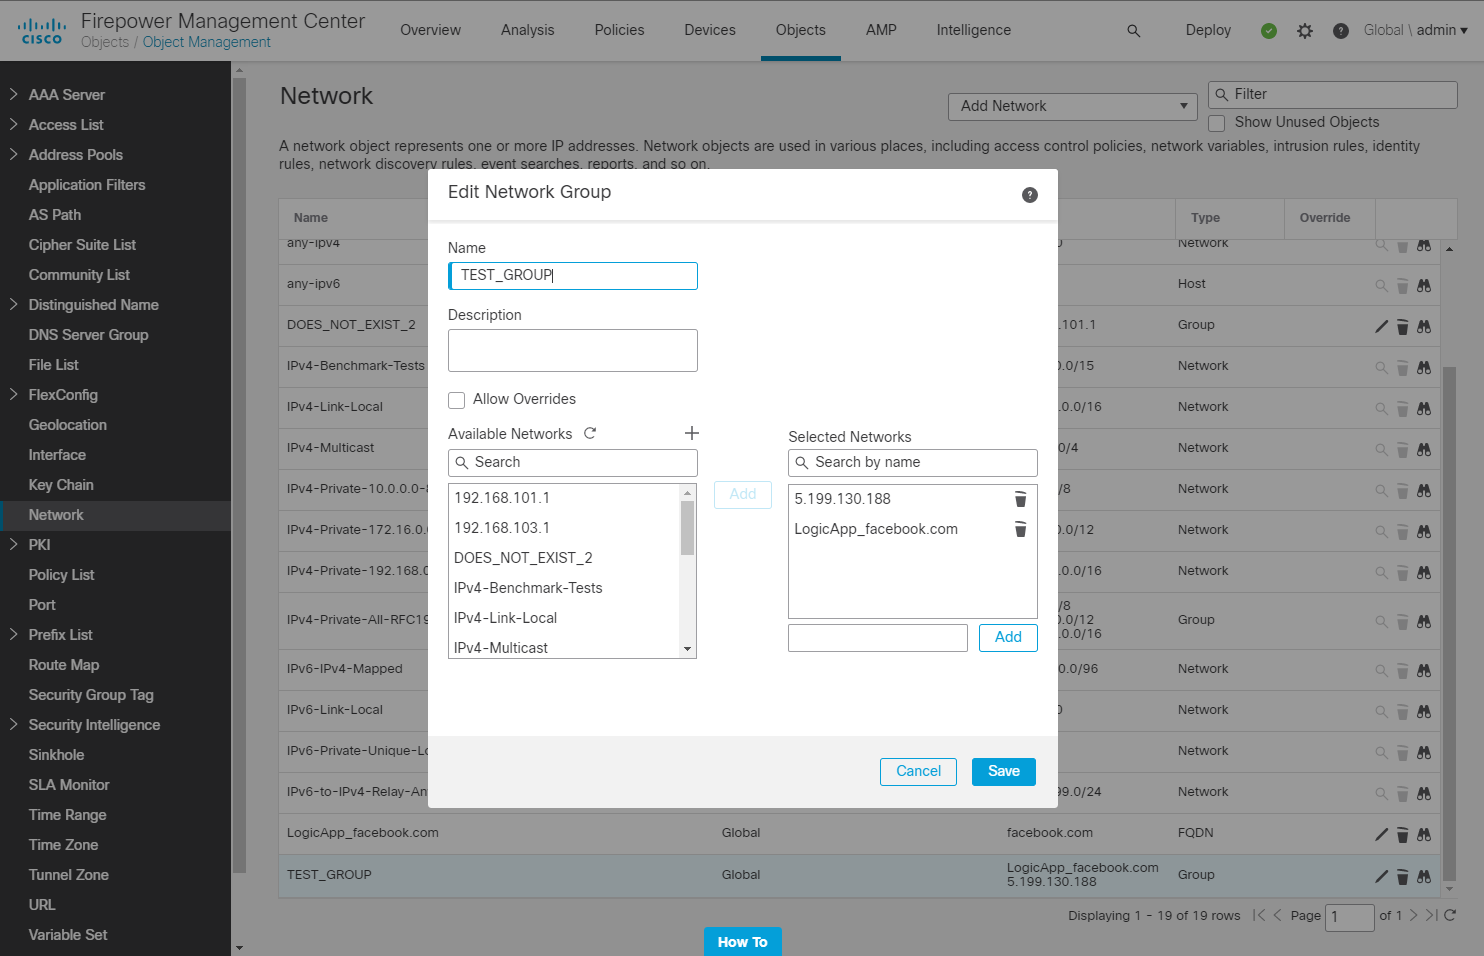 CISCO
Firepower Management Center
Objects / Object Management
Overview
Analysis
Policies
Devices
Objects
AMP
Intelligence
Deploy
Global \ admin
AAA Server
Access List
Address Pools
Application Filters
AS Path
Cipher Suite List
Community List
Distinguished Name
DNS Server Group
File List
FlexConfig
Geolocation
Interface
Key Chain
Network
PKI
Policy List
Port
Prefix List
Route Map
Security Group Tag
Security Intelligence
Sinkhole
SLA Monitor
Time Range
Time Zone
Tunnel Zone
URL
Variable Set
Network
Add Network
Filter
Show Unused Objects
A network object represents one or more IP addresses. Network objects are used in various places, including access control policies, network variables, intrusion rules, identity
rules, network discovery rules, event searches, reports, and so on.
Name Type Override
any-ipv4 Network
any-ipv6 Host
DOES_NOT_EXIST_2 .101.1 Group
IPv4-Benchmark-Tests .0/15 Network
IPv4-Link-Local .0.0/16 Network
IPv4-Multicast 0/4 Network
IPv4-Private-10.0.0.0-8 /8 Network
IPv4-Private-172.16.0. 0.0/12 Network
IPv4-Private-192.168.0 .0.0/16 Network
IPv4-Private-All-RFC19 /8 Group
0.0/12
.0.0/16
IPv6-IPv4-Mapped 0.0/96 Network
IPv6-Link-Local Network
IPv6-Private-Unique-Lo Network
IPv6-to-IPv4-Relay-An 99.0/24 Network
LogicApp_facebook.com Global facebook.com FQDN
TEST_GROUP Global LogicApp_facebook.com Group
5.199.130.188
Displaying 1 - 19 of 19 rows Page 1 of 1
How To
Edit Network Group
Name
TEST_GROUP
Description
Allow Overrides
Available Networks
Search
192.168.101.1
192.168.103.1
DOES_NOT_EXIST_2
IPv4-Benchmark-Tests
IPv4-Link-Local
IPv4-Multicast
Add
Selected Networks
Search by name
5.199.130.188
LogicApp_facebook.com
Add
Cancel
Save